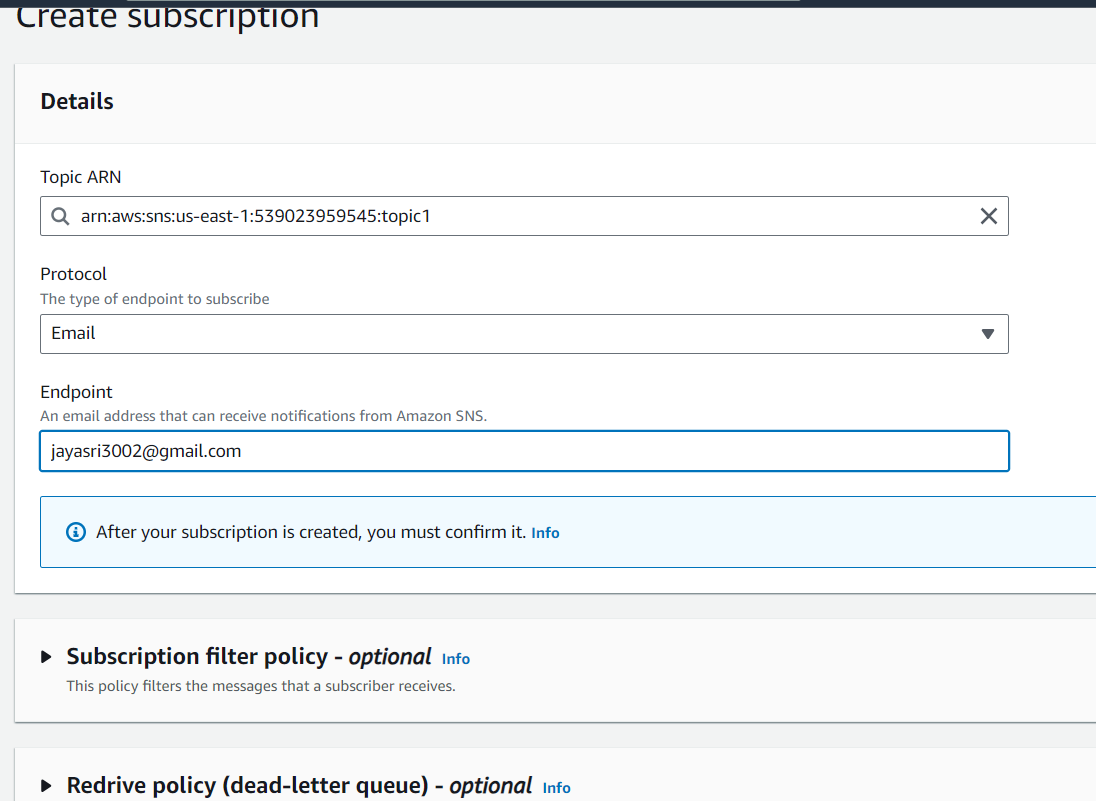 Create subscription
Details
Topic ARN
arn:aws:sns:us-east-1:539023959545:topic1
Protocol
The type of endpoint to subscribe
Email
Endpoint
An email address that can receive notifications from Amazon SNS.
jayasri3002@gmail.com
After your subscription is created, you must confirm it. Info
Subscription filter policy - optional Info
This policy filters the messages that a subscriber receives.
Redrive policy (dead-letter queue) - optional Info